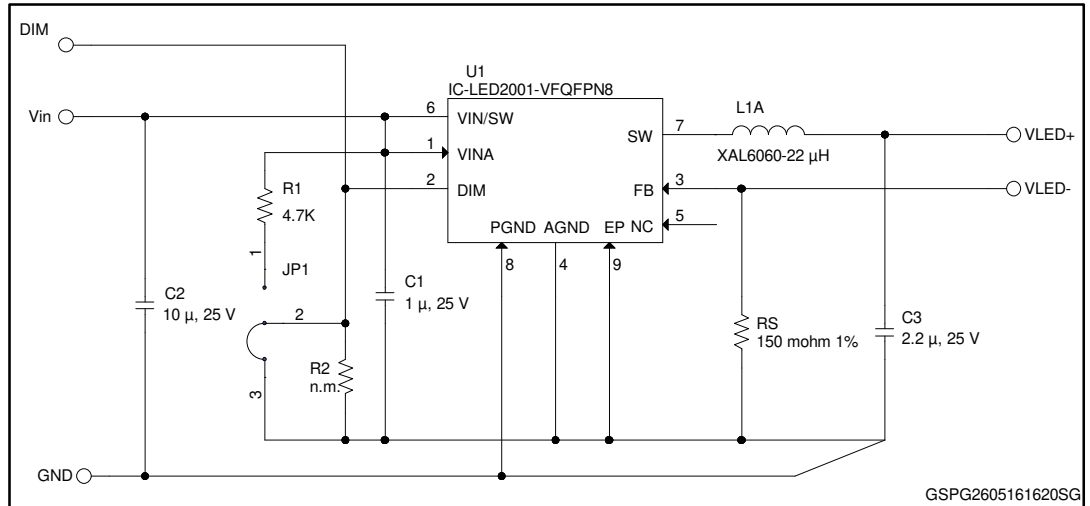 DIM
U1
IC-LED2001-VFQFPN8
Vin
6
VIN/SW
L1A
SW
7
VLED+
1
VINA
XAL6060-22 µH
2
DIM
FB
3
VLED-
R1
4.7K
PGND
AGND
EP
NC
5
8
4
9
1
JP1
C2
10 µ, 25 V
C1
1 µ, 25 V
2
RS
150 mohm 1%
C3
2.2 µ, 25 V
R2
n.m.
3
GND
GSPG2605161620SG